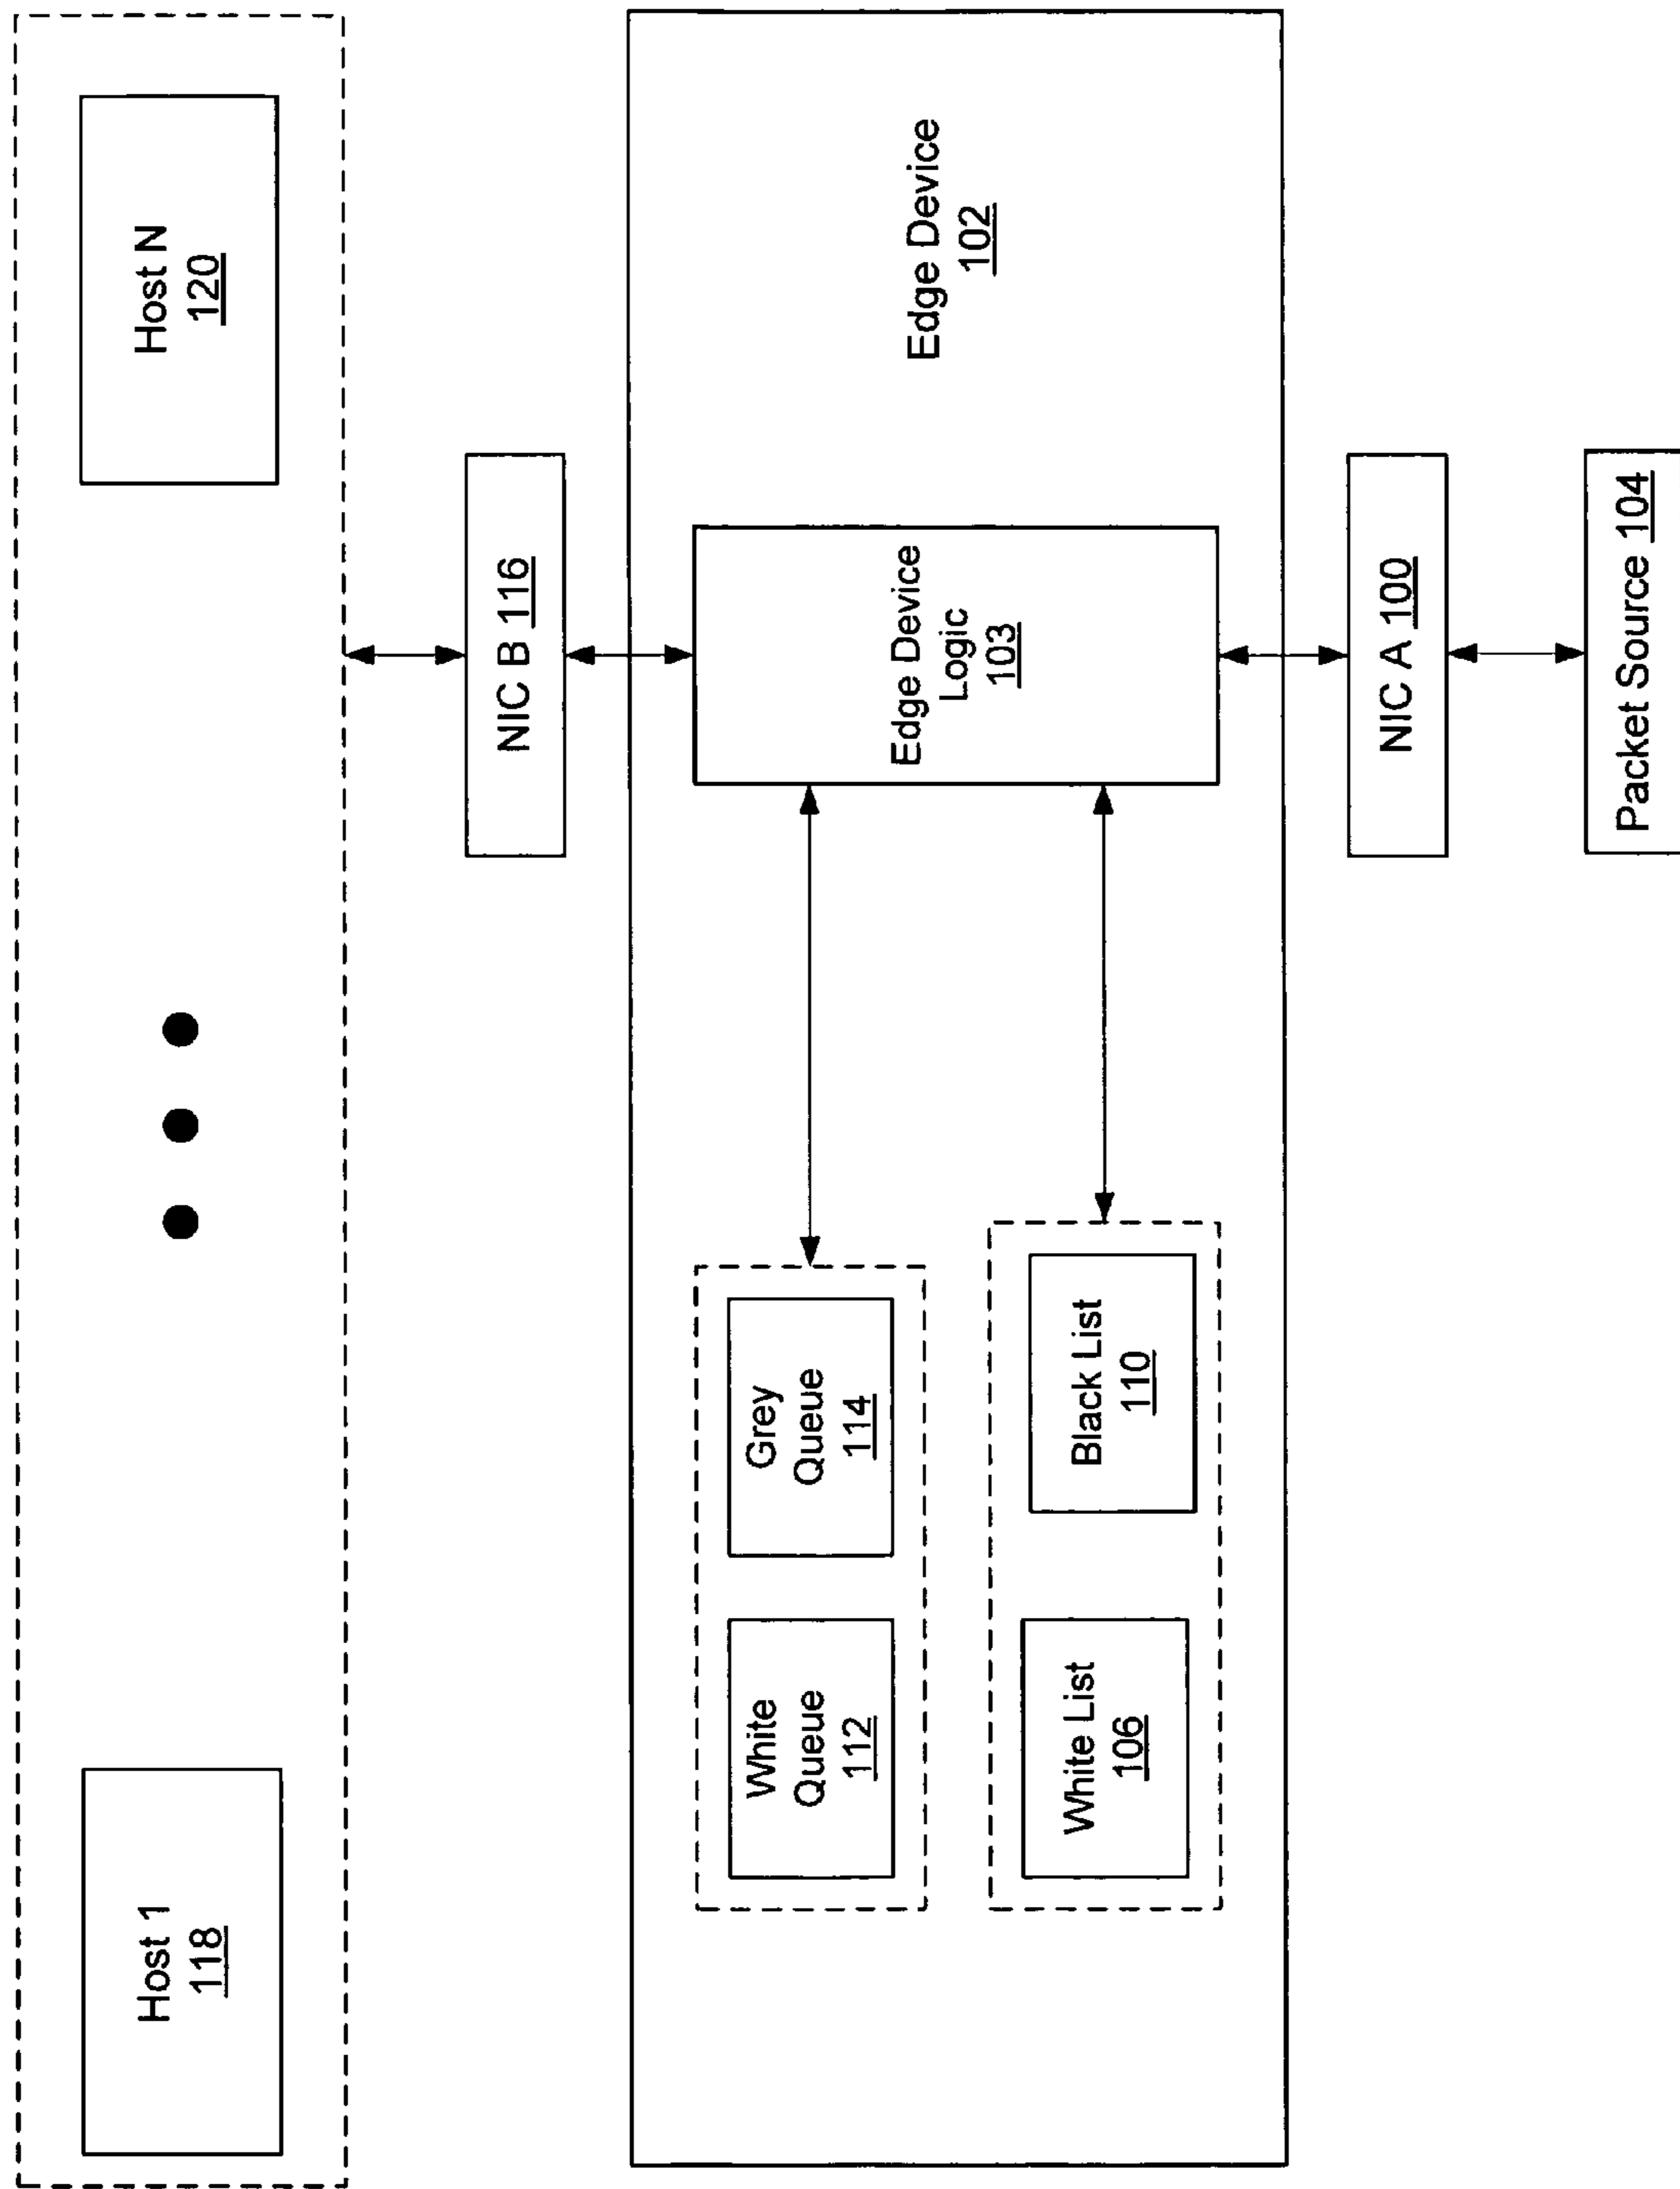 Host 1
118
Host N
120
NIC B 116
White
Queue
112
Grey
Queue
114
Edge Device
Logic
103
Edge Device
102
White List
106
Black List
110
NIC A 100
Packet Source 104